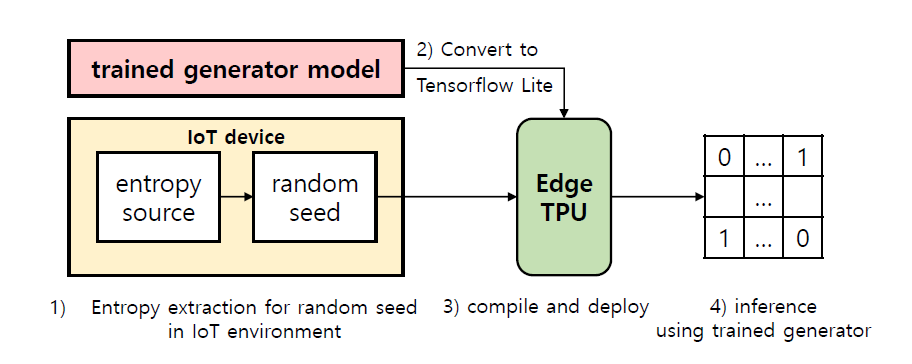 trained generator model
2) Convert to
Tensorflow Lite
IoT device
entropy
source
random
seed
Edge
TPU
0 ... 1
...
1 ... 0
1) Entropy extraction for random seed
in IoT environment
3) compile and deploy
4) inference
using trained generator